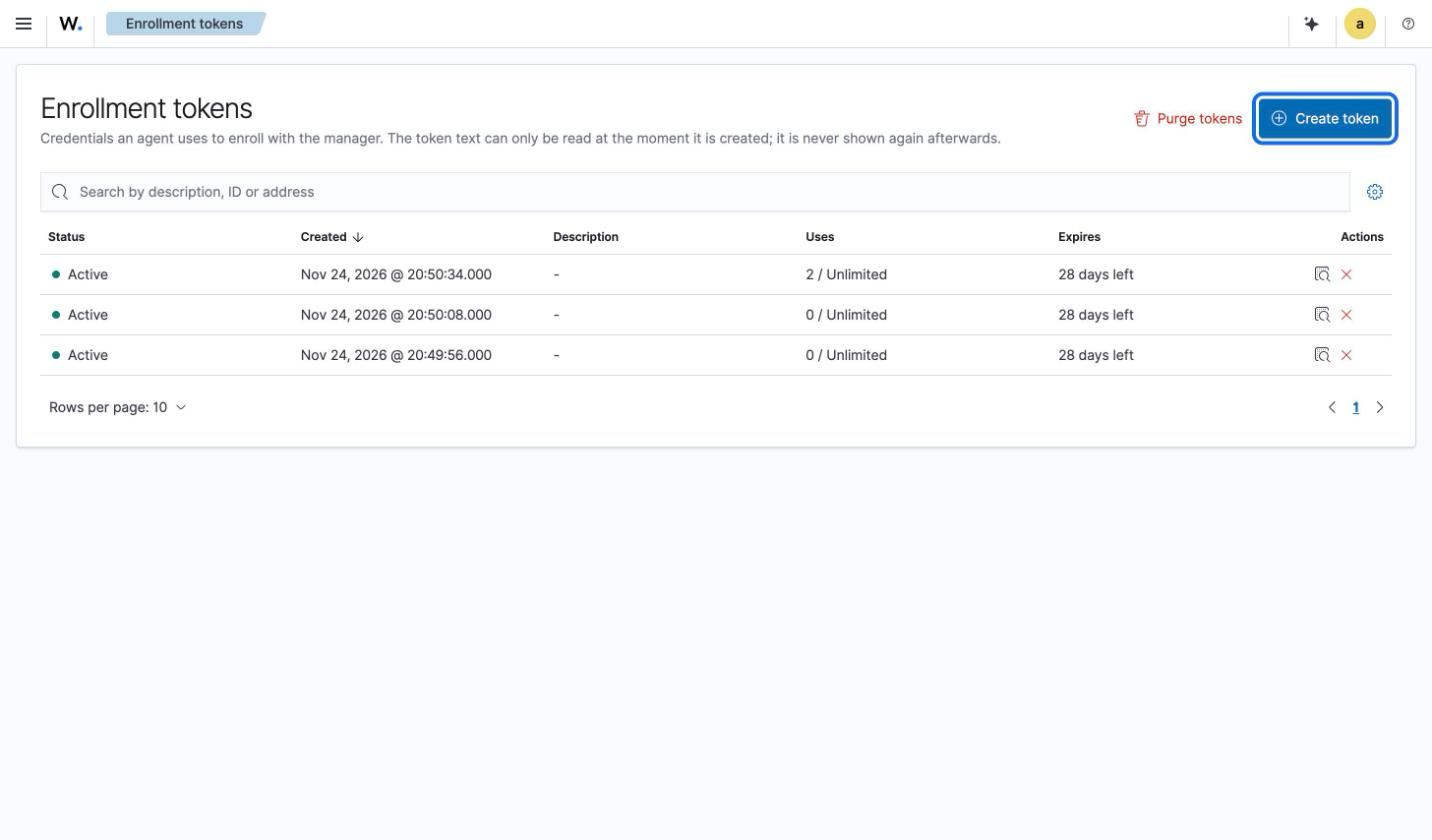 W. Enrollment tokens a
Enrollment tokens
Credentials an agent uses to enroll with the manager. The token text can only be read at the moment it is created; it is never shown again afterwards.
Purge tokens Create token
Search by description, ID or address
Status Created Description Uses Expires Actions
Active Nov 24, 2026 @ 20:50:34.000 - 2 / Unlimited 28 days left
Active Nov 24, 2026 @ 20:50:08.000 - 0 / Unlimited 28 days left
Active Nov 24, 2026 @ 20:49:56.000 - 0 / Unlimited 28 days left
Rows per page: 10 1